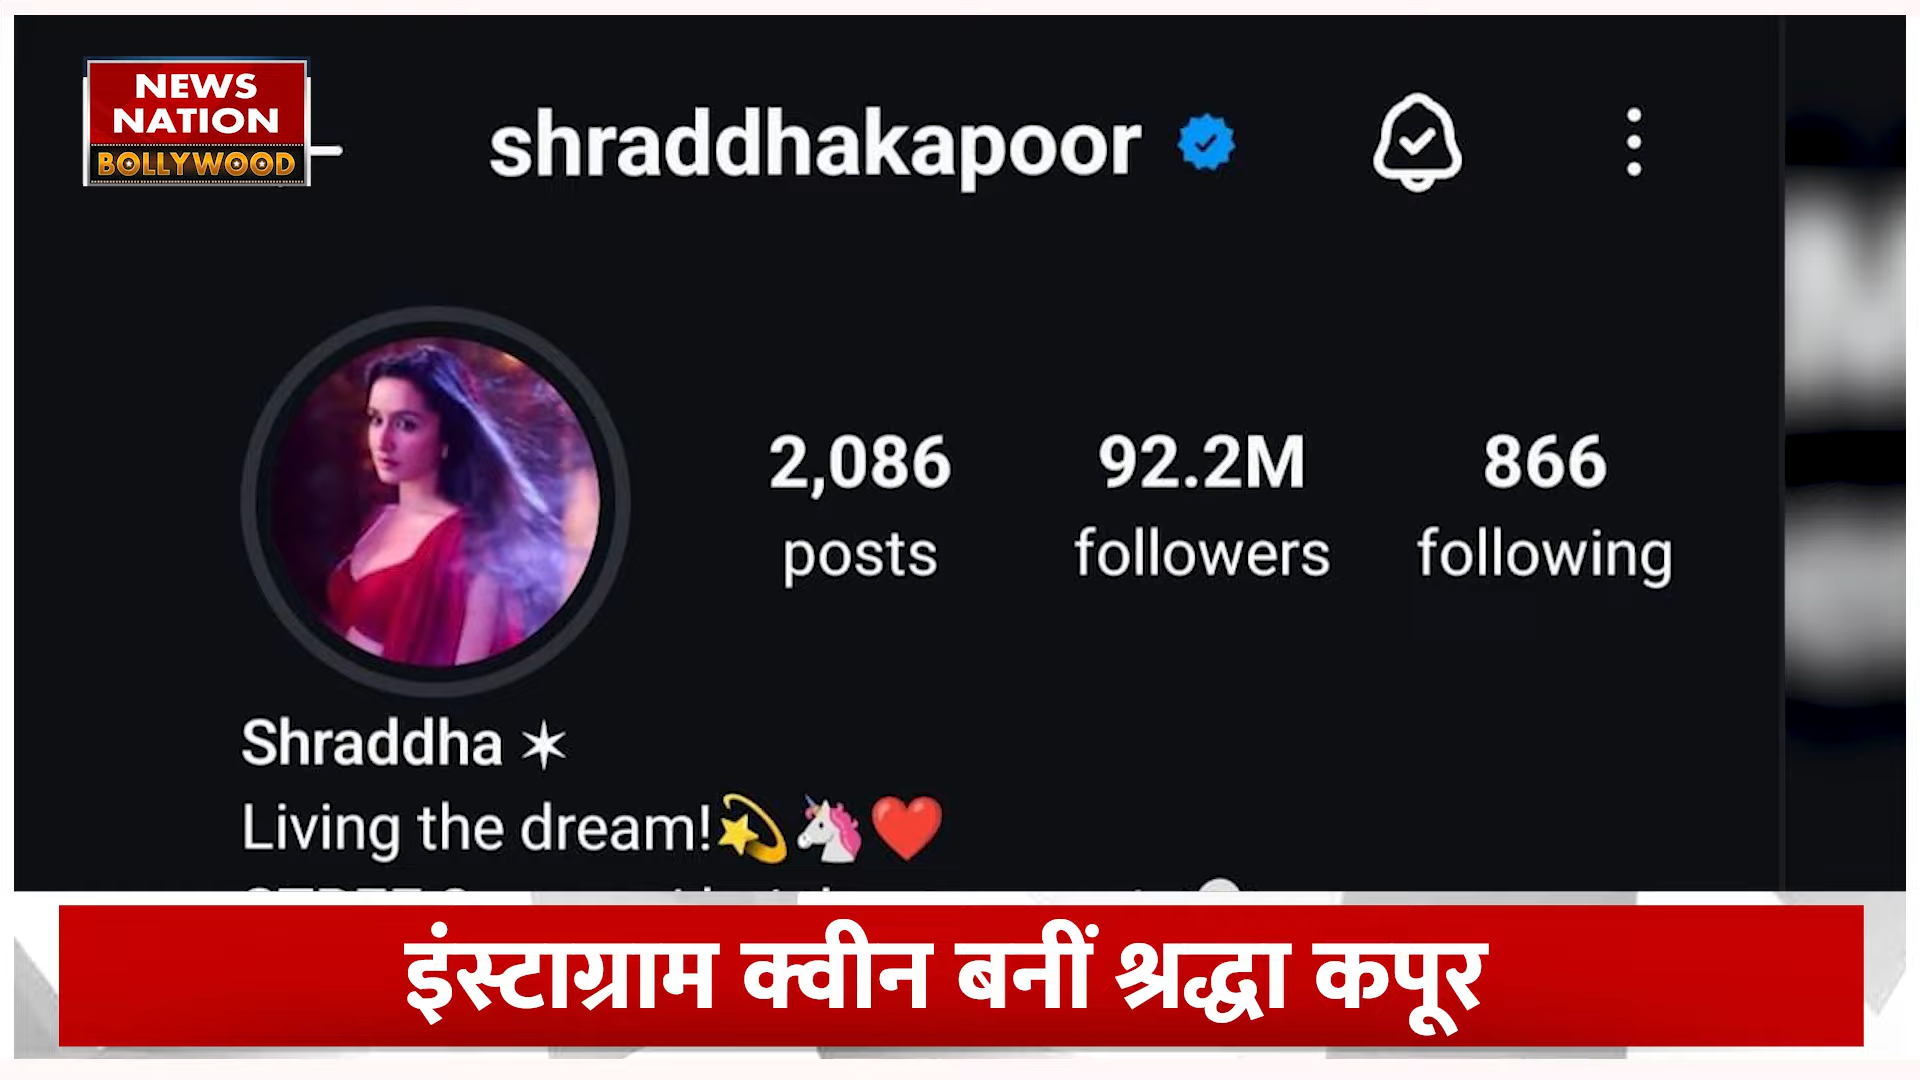 NEWS
NATION
BOLLYWOOD
shraddhakapoor
2,086 92.2M 866
posts followers following
Shraddha ✶
Living the dream!💫🦄❤️
इंस्टाग्राम क्वीन बनीं श्रद्धा कपूर